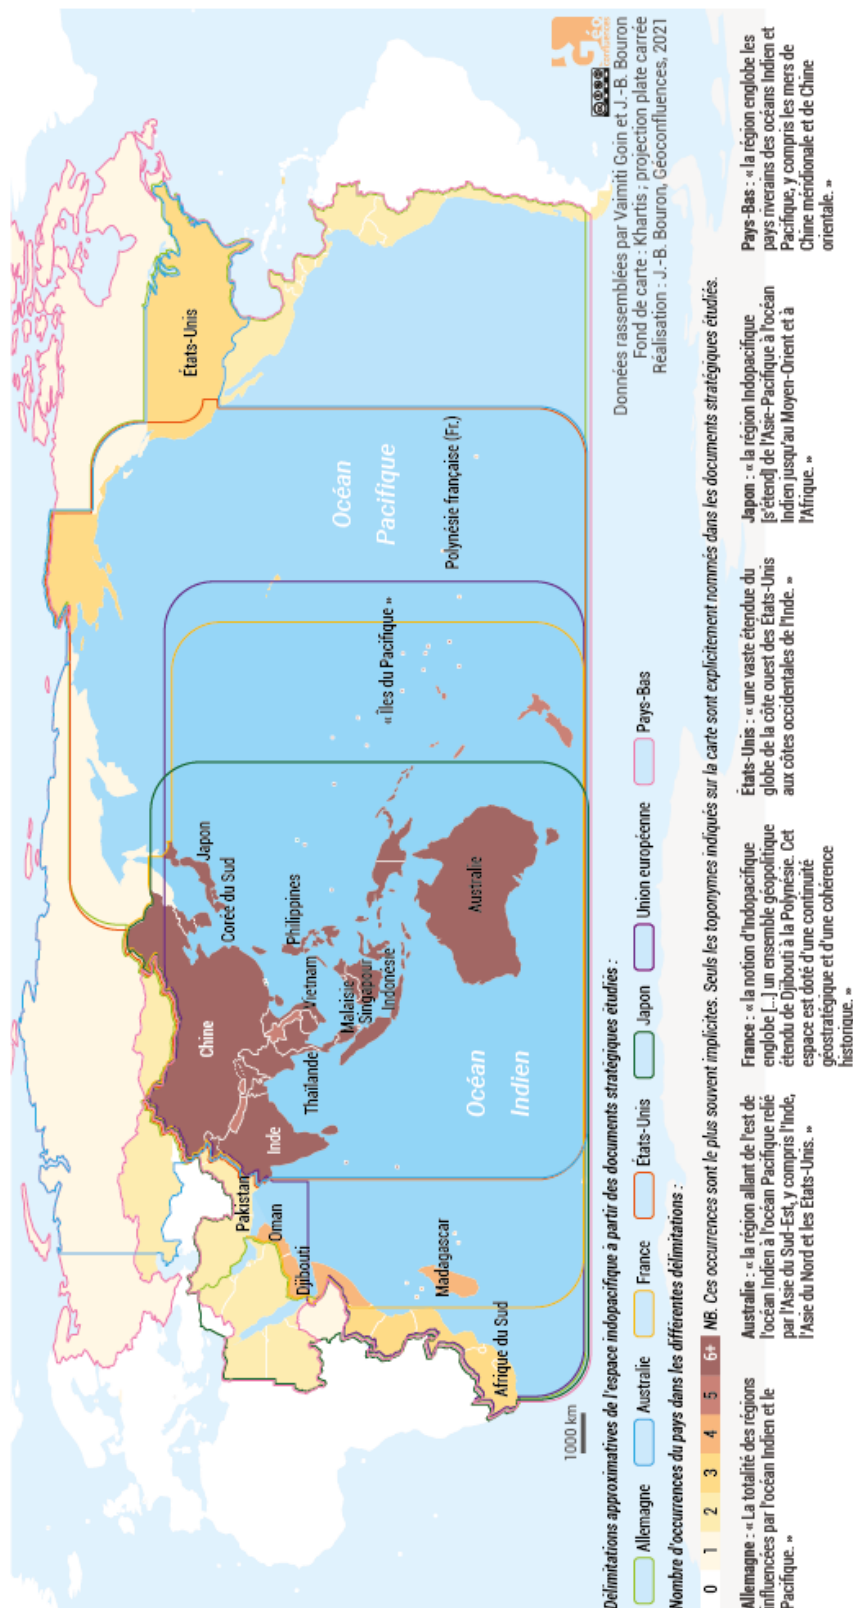 États-Unis
Océan
Pacifique
Polynésie française (Fr.)
« Îles du Pacifique »
Japon
Corée du Sud
Chine
Philippines
Vietnam
Thaïlande
Malaisie
Singapour
Indonésie
Inde
Pakistan
Oman
Djibouti
Madagascar
Afrique du Sud
Australie
Océan
Indien
1000 km
Géo
confluences
Données rassemblées par Vaimiti Goin et J.-B. Bouron
Fond de carte : Khartis ; projection plate carrée
Réalisation : J.-B. Bouron, Géoconfluences, 2021
Délimitations approximatives de l'espace indopacifique à partir des documents stratégiques étudiés :
Allemagne
Australie
France
États-Unis
Japon
Union européenne
Pays-Bas
Nombre d'occurrences du pays dans les différentes délimitations :
0 1 2 3 4 5 6+
NB. Ces occurrences sont le plus souvent implicites. Seuls les toponymes indiqués sur la carte sont explicitement nommés dans les documents stratégiques étudiés.
Allemagne : « La totalité des régions
influencées par l'océan Indien et le
Pacifique. »
Australie : « la région allant de l'est de
l'océan Indien à l'océan Pacifique relié
par l'Asie du Sud-Est, y compris l'Inde,
l'Asie du Nord et les Etats-Unis. »
France : « la notion d'Indopacifique
englobe [...] un ensemble géopolitique
étendu de Djibouti à la Polynésie. Cet
espace est doté d'une continuité
géostratégique et d'une cohérence
historique. »
Etats-Unis : « une vaste étendue du
globe de la côte ouest des États-Unis
aux côtes occidentales de l'Inde. »
Japon : « la région Indopacifique
[s'étend] de l'Asie-Pacifique à l'océan
Indien jusqu'au Moyen-Orient et à
l'Afrique. »
Pays-Bas : « la région englobe les
pays riverains des océans Indien et
Pacifique, y compris les mers de
Chine méridionale et de Chine
orientale. »